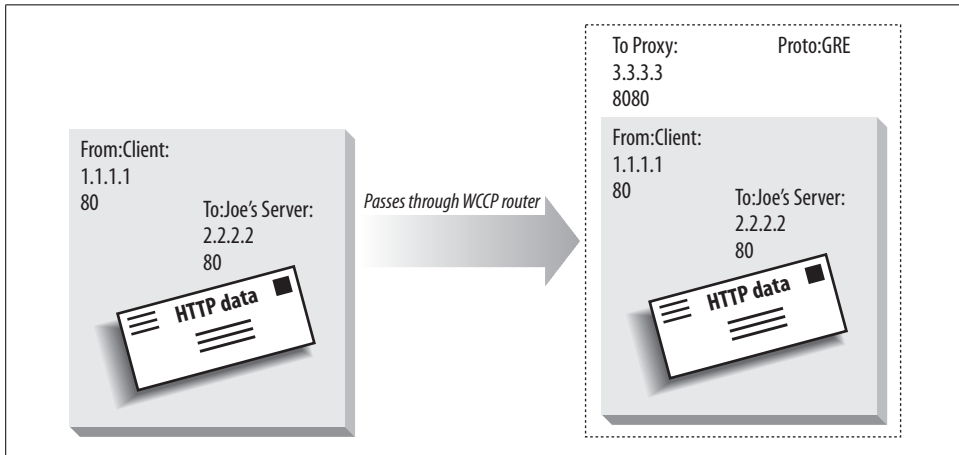 From:Client:
1.1.1.1
80
To:Joe's Server:
2.2.2.2
80
HTTP data
Passes through WCCP router
To Proxy:
3.3.3.3
8080
Proto:GRE
From:Client:
1.1.1.1
80
To:Joe's Server:
2.2.2.2
80
HTTP data